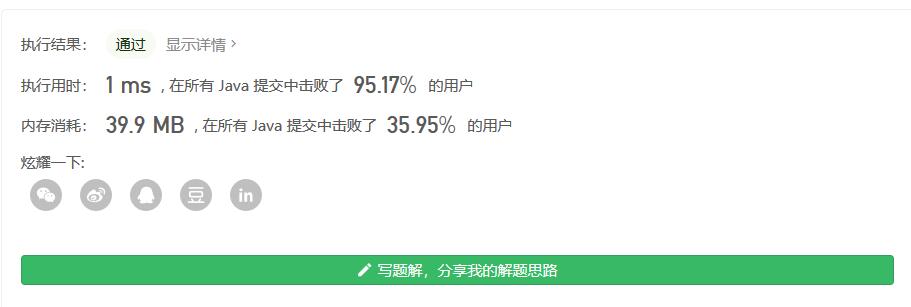 执行结果： 通过 显示详情 >
执行用时： 1 ms , 在所有 Java 提交中击败了 95.17% 的用户
内存消耗： 39.9 MB , 在所有 Java 提交中击败了 35.95% 的用户
炫耀一下:
豆 in
写题解，分享我的解题思路